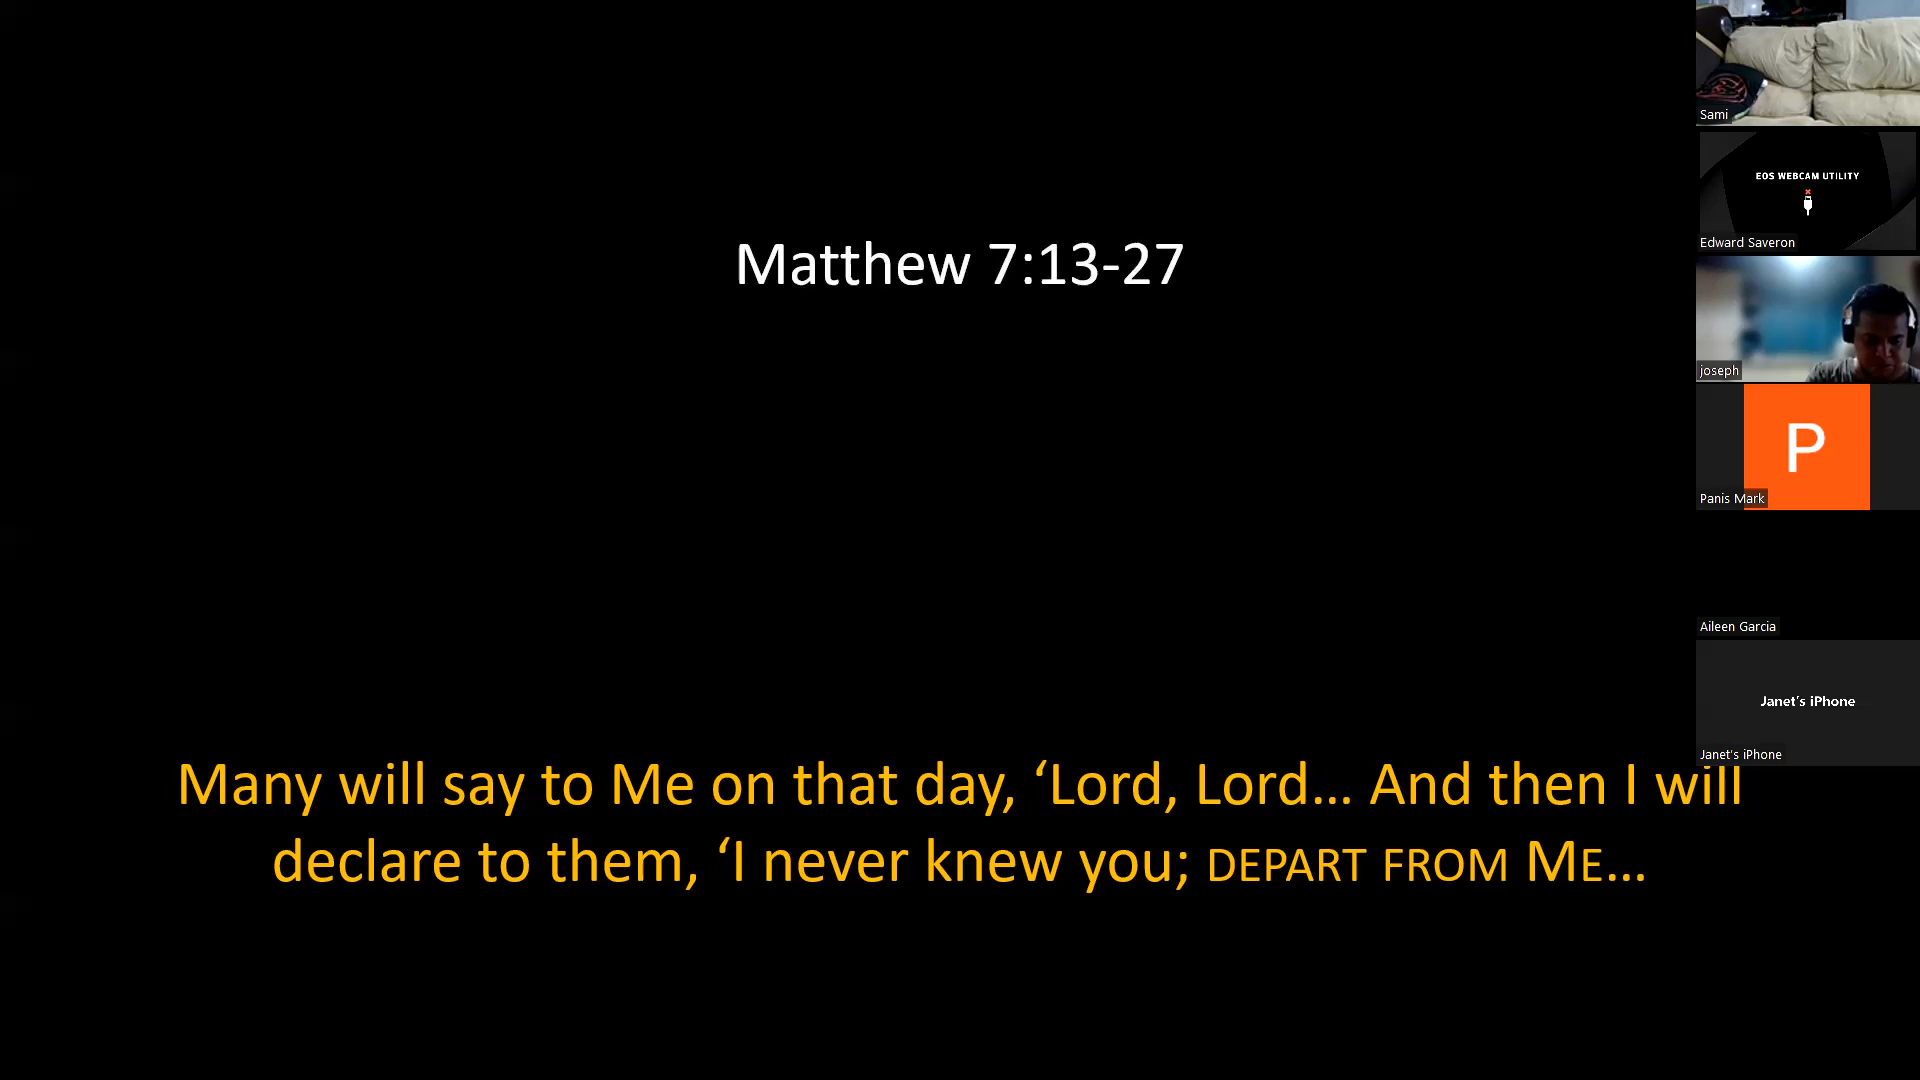 Matthew 7:13-27
Many will say to Me on that day, ‘Lord, Lord… And then I will
declare to them, ‘I never knew you; DEPART FROM ME…
Sami
EOS WEBCAM UTILITY
Edward Saveron
joseph
P
Panis Mark
Aileen Garcia
Janet's iPhone
Janet's iPhone